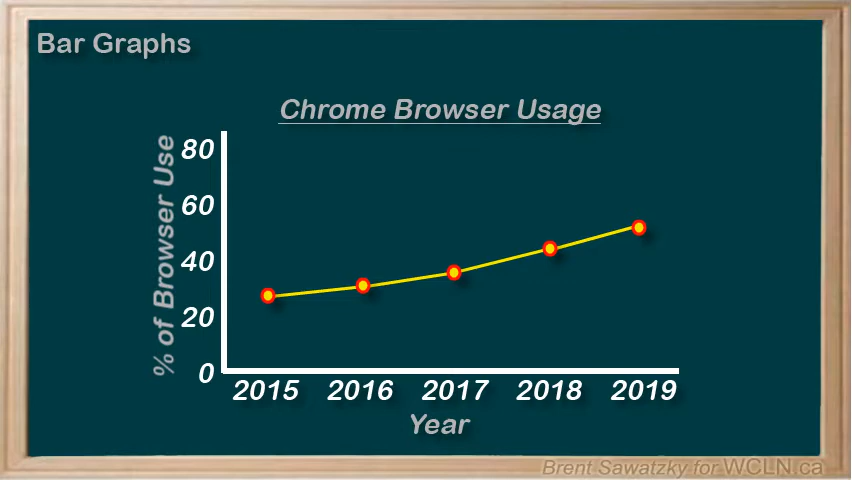 Bar Graphs
Chrome Browser Usage
% of Browser Use
80
60
40
20
0
2015 2016 2017 2018 2019
Year
Brent Sawatzky for WCLN.ca